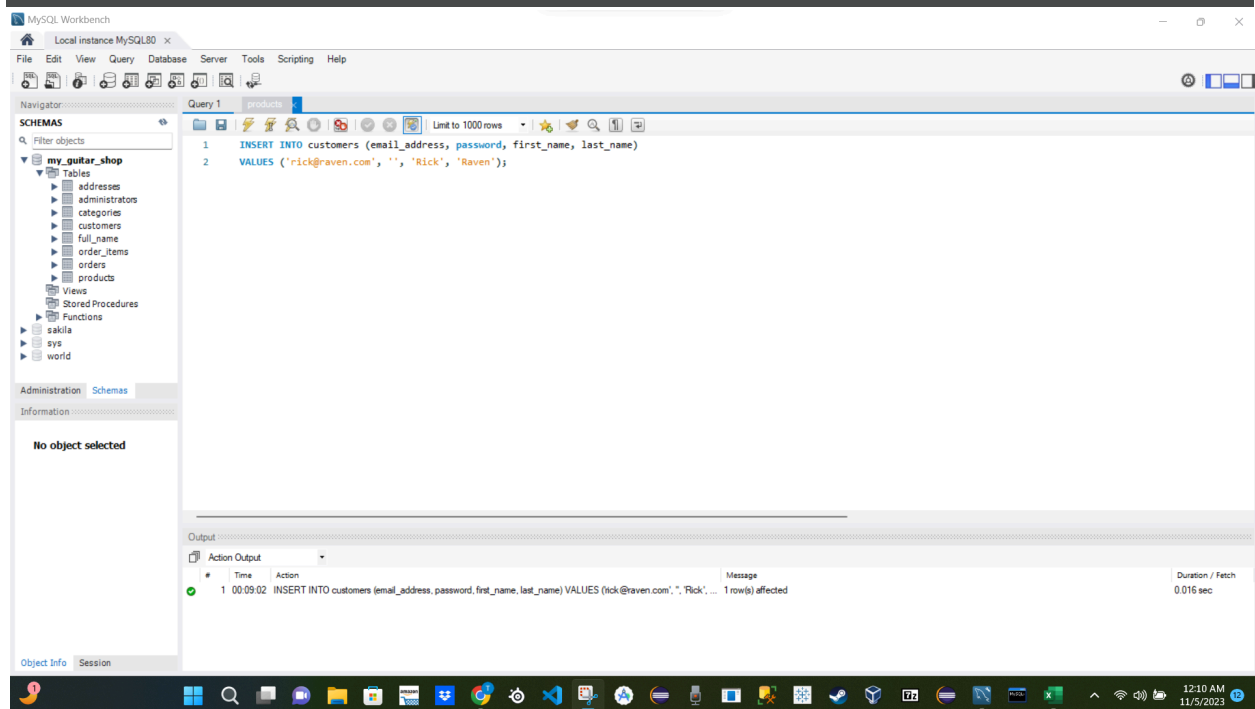 MySQL Workbench
Local instance MySQL80
File Edit View Query Database Server Tools Scripting Help
Navigator
SCHEMAS
Filter objects
my_guitar_shop
Tables
addresses
administrators
categories
customers
full_name
order_items
orders
products
Views
Stored Procedures
Functions
sakila
sys
world
Administration Schemas
Information
No object selected
Object Info Session
Query 1 products
Limit to 1000 rows
1 INSERT INTO customers (email_address, password, first_name, last_name)
2 VALUES ('rick@raven.com', '', 'Rick', 'Raven');
Output
Action Output
# Time Action Message Duration / Fetch
1 00:09:02 INSERT INTO customers (email_address, password, first_name, last_name) VALUES ('rick@raven.com', '', 'Rick', ... 1 row(s) affected 0.016 sec
1
amazon
7z
12:10 AM
11/5/2023
12